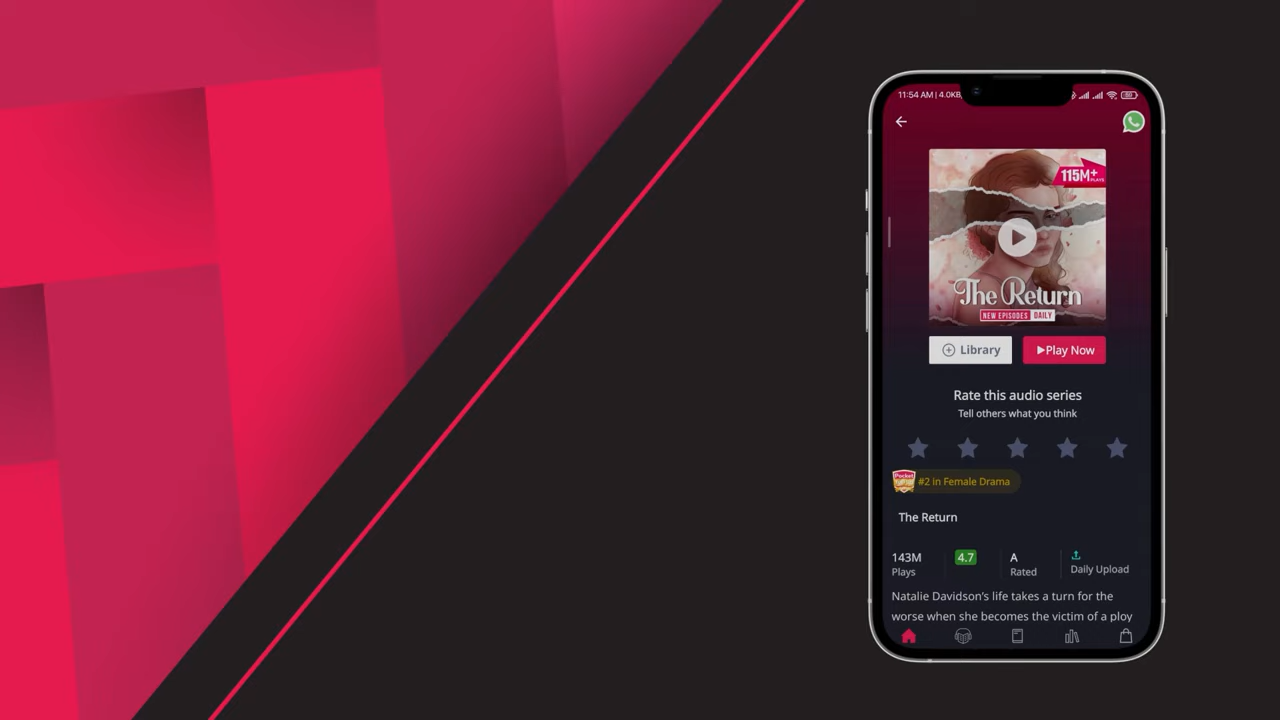 11:54 AM | 4.0KB
115M+
PLAYS
The Return
NEW EPISODES DAILY
Library
Play Now
Rate this audio series
Tell others what you think
Pocket
#2 in Female Drama
The Return
143M
4.7
A
Plays
Rated
Daily Upload
Natalie Davidson's life takes a turn for the
worse when she becomes the victim of a ploy